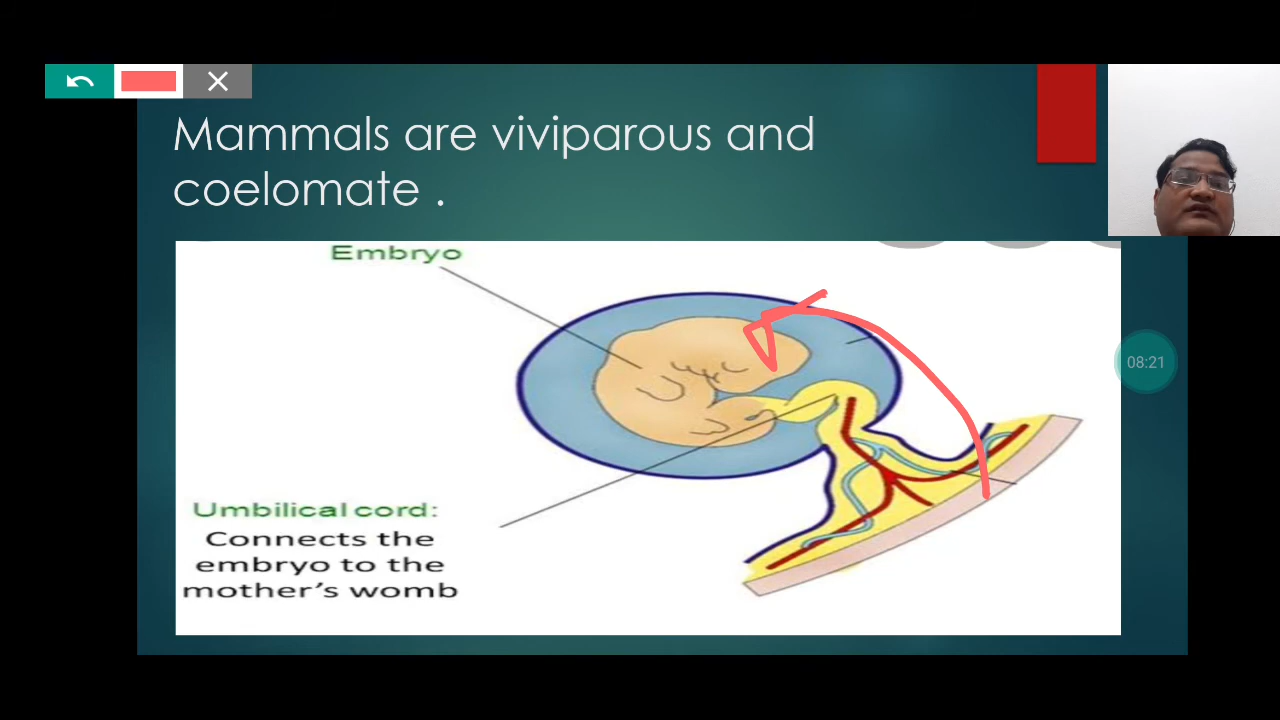 Mammals are viviparous and
coelomate .
Embryo
08:21
Umbilical cord:
Connects the
embryo to the
mother's womb